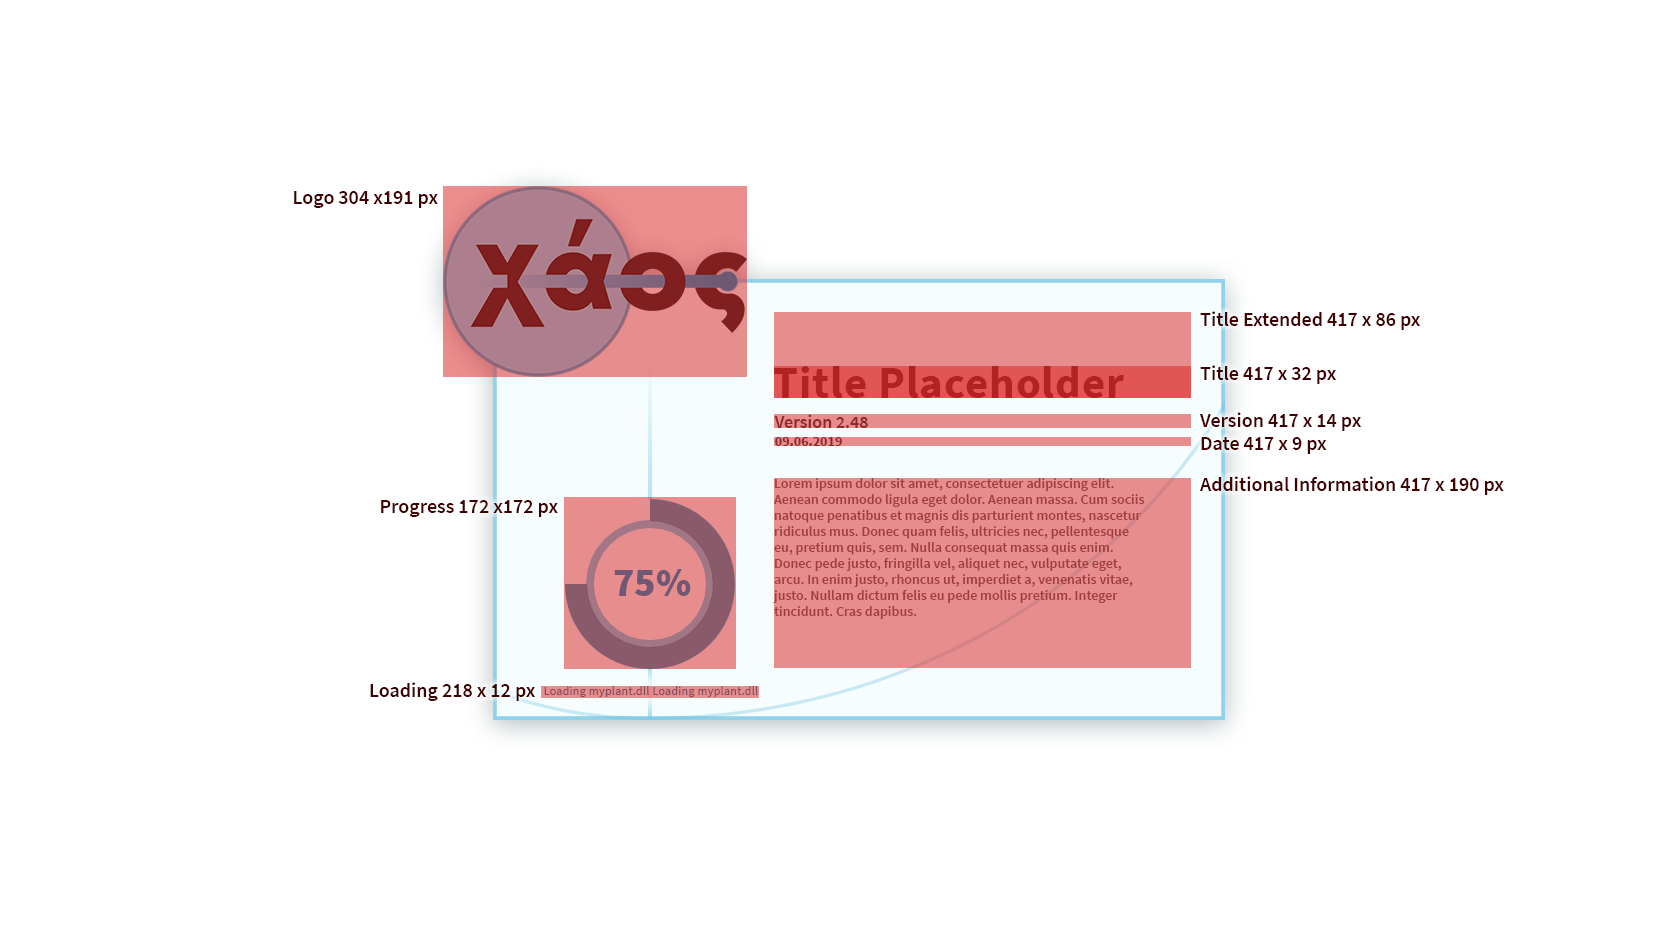 Logo 304 x191 px
χάος
Title Extended 417 x 86 px
Title Placeholder
Title 417 x 32 px
Version 2.48
Version 417 x 14 px
09.06.2019
Date 417 x 9 px
Lorem ipsum dolor sit amet, consectetuer adipiscing elit.
Aenean commodo ligula eget dolor. Aenean massa. Cum sociis
natoque penatibus et magnis dis parturient montes, nascetur
ridiculus mus. Donec quam felis, ultricies nec, pellentesque
eu, pretium quis, sem. Nulla consequat massa quis enim.
Donec pede justo, fringilla vel, aliquet nec, vulputate eget,
arcu. In enim justo, rhoncus ut, imperdiet a, venenatis vitae,
justo. Nullam dictum felis eu pede mollis pretium. Integer
tincidunt. Cras dapibus.
Additional Information 417 x 190 px
Progress 172 x172 px
75%
Loading 218 x 12 px
Loading myplant.dll Loading myplant.dll